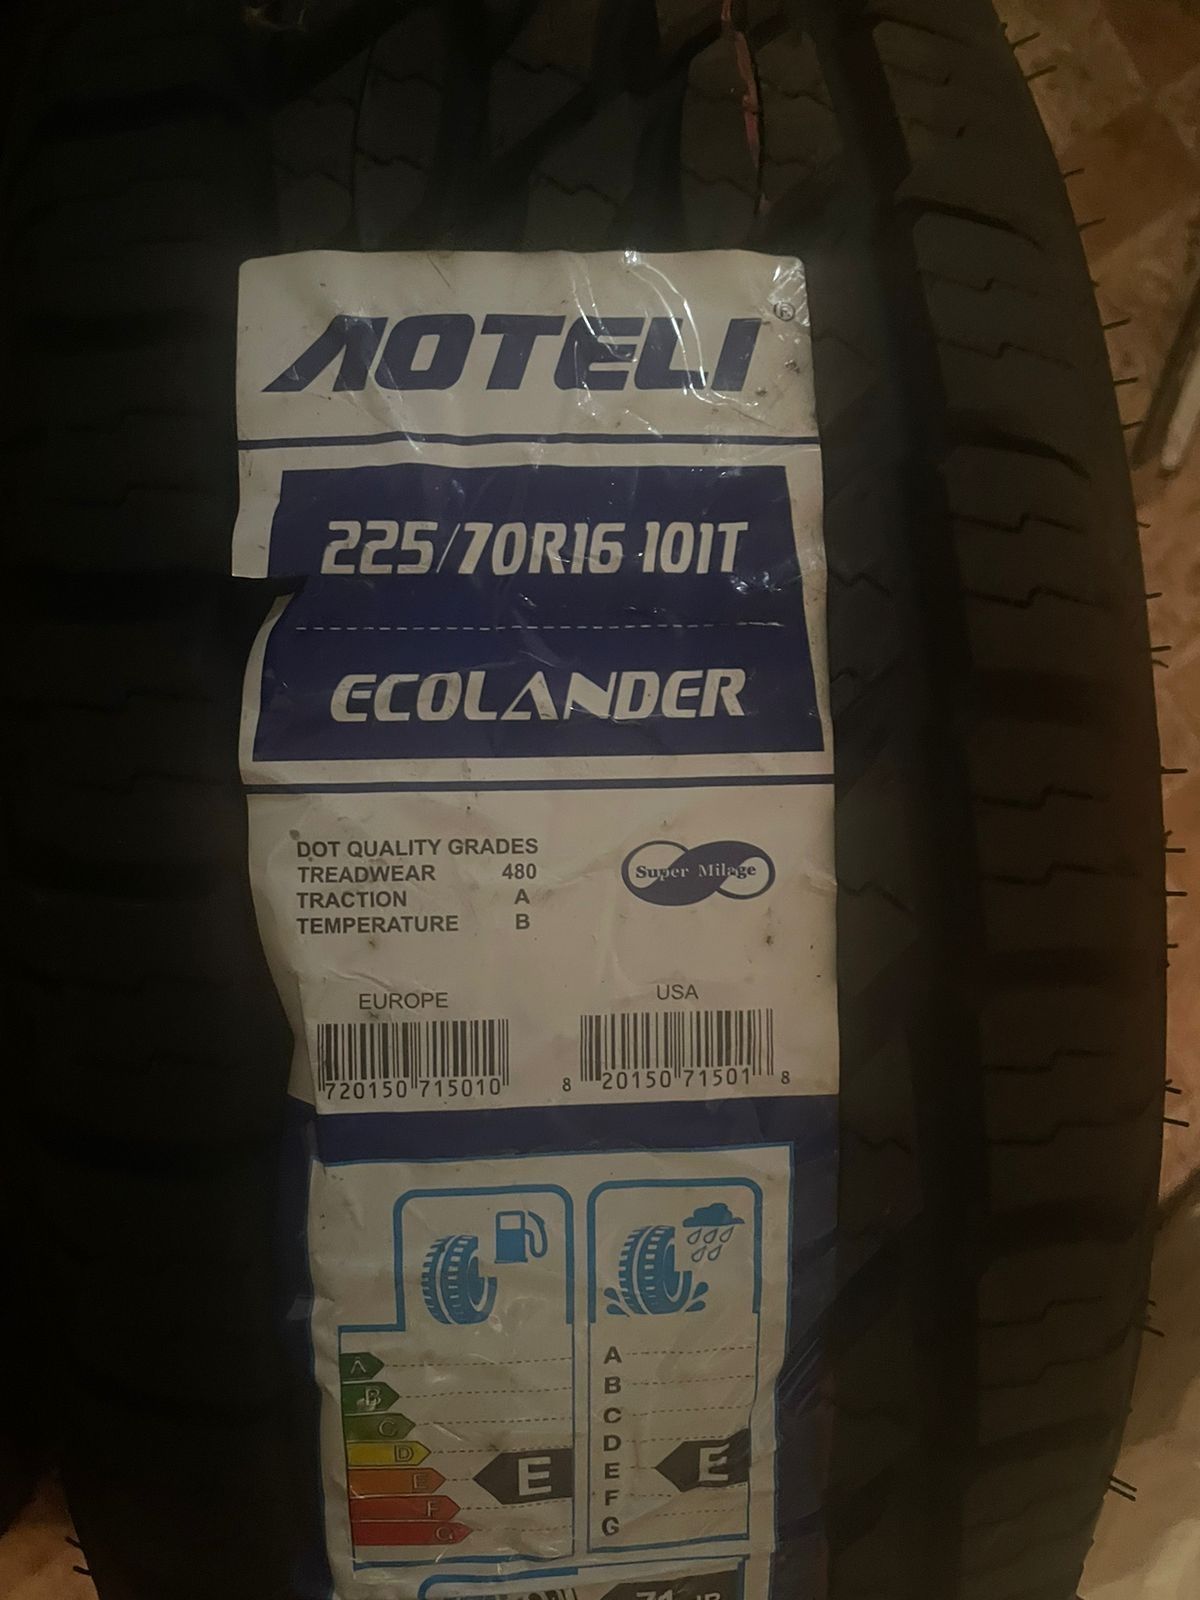 AOTELI®
225/70R16 101T
ECOLANDER
DOT QUALITY GRADES
TREADWEAR 480
TRACTION A
TEMPERATURE B
Super Milage
EUROPE
720150 715010
USA
8 20150 71501 8
A
B
C
D
E
F
G
E
A
B
C
D
E
F
G
E